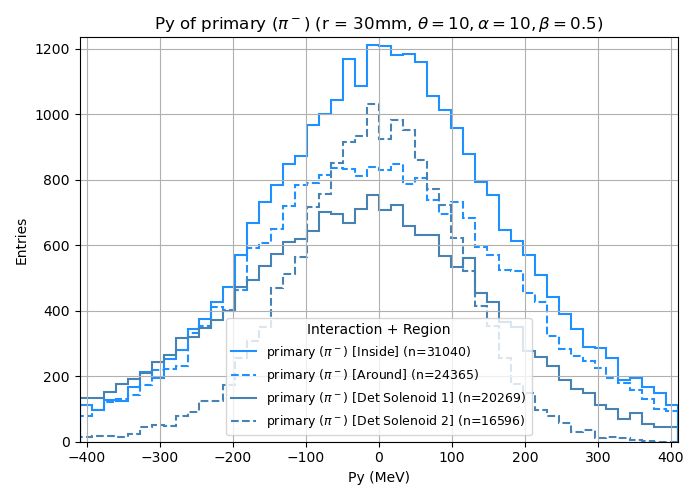 Py of primary (π⁻) (r = 30mm, θ = 10, α = 10, β = 0.5)
1200
1000
800
600
400
200
0
Entries
Interaction + Region
primary (π⁻) [Inside] (n=31040)
primary (π⁻) [Around] (n=24365)
primary (π⁻) [Det Solenoid 1] (n=20269)
primary (π⁻) [Det Solenoid 2] (n=16596)
−400 −300 −200 −100 0 100 200 300 400
Py (MeV)